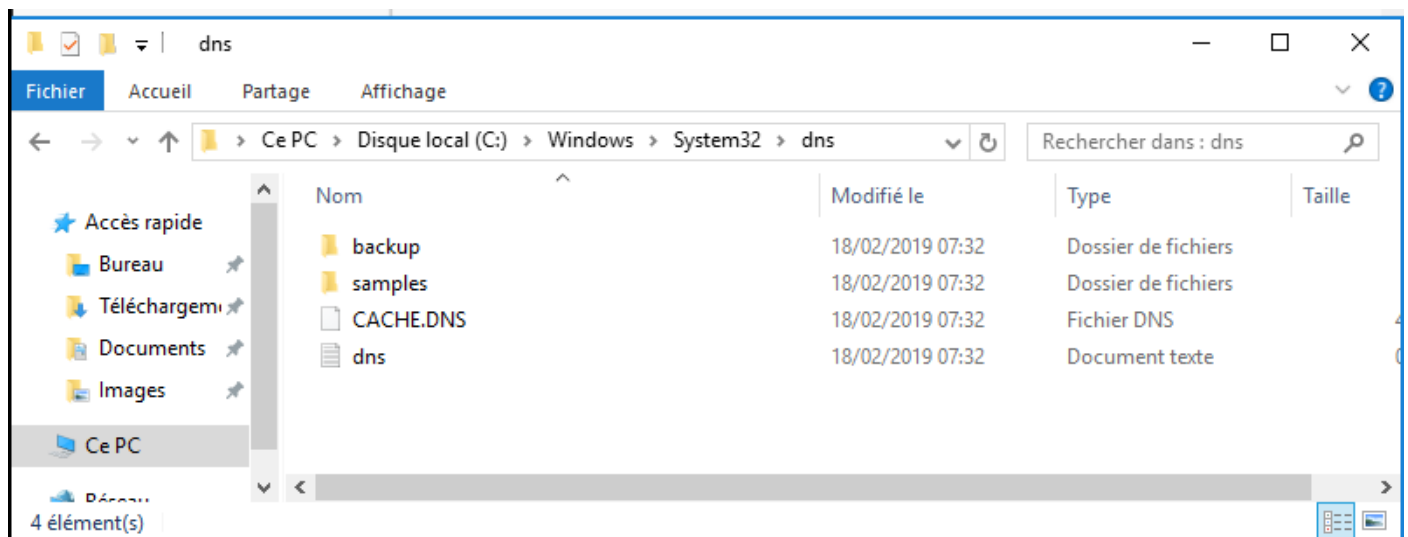 dns
Fichier Accueil Partage Affichage
Ce PC > Disque local (C:) > Windows > System32 > dns Rechercher dans : dns
Nom Modifié le Type Taille
Accès rapide
Bureau
Téléchargem
Documents
Images
Ce PC
Réseau
backup 18/02/2019 07:32 Dossier de fichiers
samples 18/02/2019 07:32 Dossier de fichiers
CACHE.DNS 18/02/2019 07:32 Fichier DNS
dns 18/02/2019 07:32 Document texte
4 élément(s)